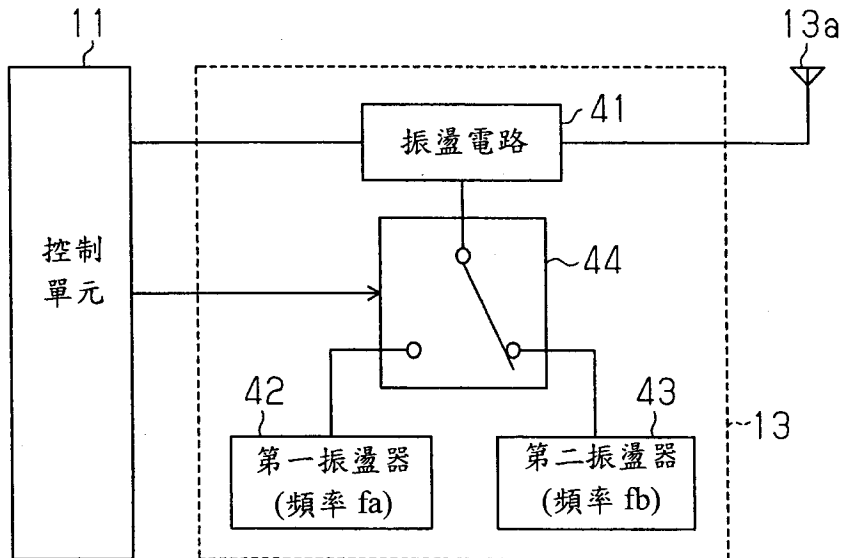 11
13a
41
振盪電路
控制
單元
44
42
43
13
第一振盪器
(頻率 fa)
第二振盪器
(頻率 fb)